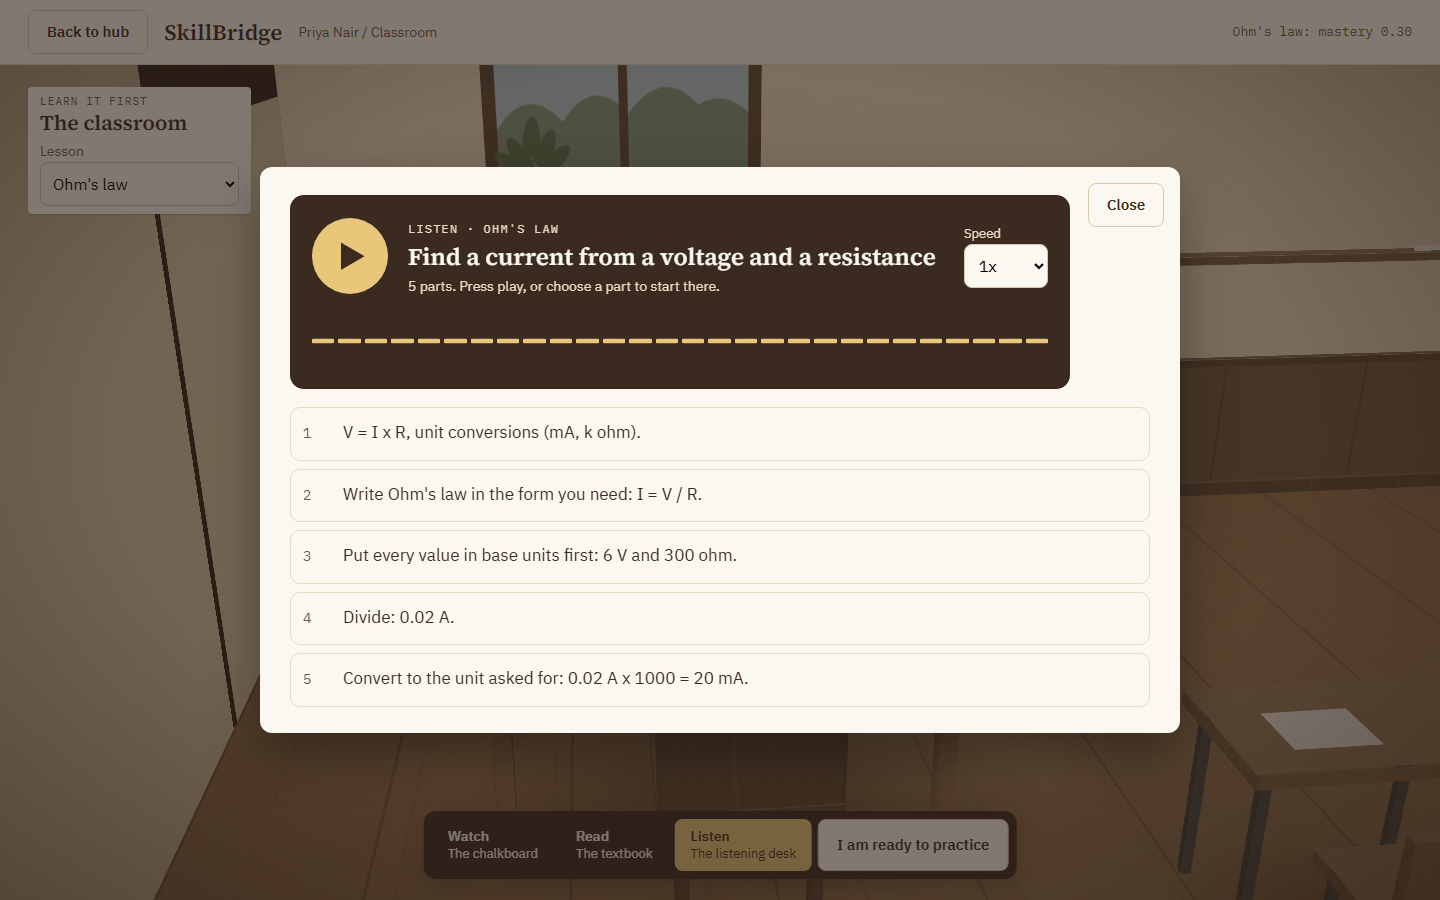 Back to hub
SkillBridge
Priya Nair / Classroom
Ohm's law: mastery 0.30
LEARN IT FIRST
The classroom
Lesson
Ohm's law
Close
LISTEN · OHM'S LAW
Find a current from a voltage and a resistance
5 parts. Press play, or choose a part to start there.
Speed
1x
1 V = I x R, unit conversions (mA, k ohm).
2 Write Ohm's law in the form you need: I = V / R.
3 Put every value in base units first: 6 V and 300 ohm.
4 Divide: 0.02 A.
5 Convert to the unit asked for: 0.02 A x 1000 = 20 mA.
Watch
The chalkboard
Read
The textbook
Listen
The listening desk
I am ready to practice